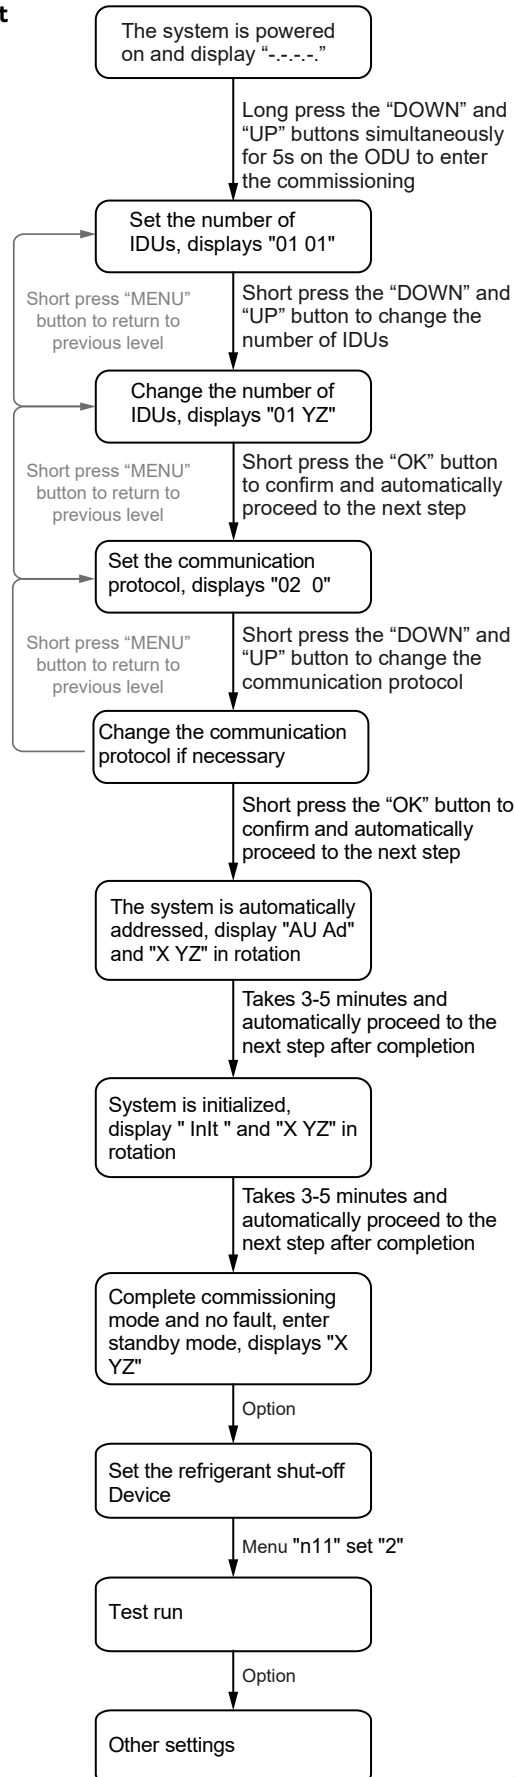 t
The system is powered
on and display “-.-.-.-.”
Long press the “DOWN” and
“UP” buttons simultaneously
for 5s on the ODU to enter
the commissioning
Set the number of
IDUs, displays "01 01"
Short press “MENU”
button to return to
previous level
Short press the “DOWN” and
“UP” button to change the
number of IDUs
Change the number of
IDUs, displays "01 YZ"
Short press “MENU”
button to return to
previous level
Short press the “OK” button
to confirm and automatically
proceed to the next step
Set the communication
protocol, displays "02  0"
Short press “MENU”
button to return to
previous level
Short press the “DOWN” and
“UP” button to change the
communication protocol
Change the communication
protocol if necessary
Short press the “OK” button to
confirm and automatically
proceed to the next step
The system is automatically
addressed, display "AU Ad"
and "X YZ" in rotation
Takes 3-5 minutes and
automatically proceed to the
next step after completion
System is initialized,
display " InIt " and "X YZ" in
rotation
Takes 3-5 minutes and
automatically proceed to the
next step after completion
Complete commissioning
mode and no fault, enter
standby mode, displays "X
YZ"
Option
Set the refrigerant shut-off
Device
Menu "n11" set "2"
Test run
Option
Other settings